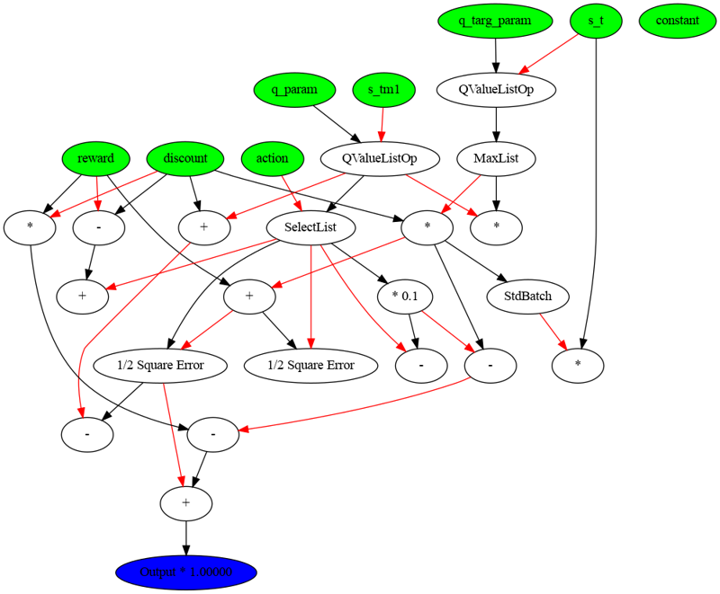 q_targ_param
s_t
constant
q_param
s_tm1
QValueListOp
reward
discount
action
QValueListOp
MaxList
*
-
+
SelectList
*
*
+
+
* 0.1
StdBatch
1/2 Square Error
1/2 Square Error
-
-
*
-
-
+
Output * 1.00000